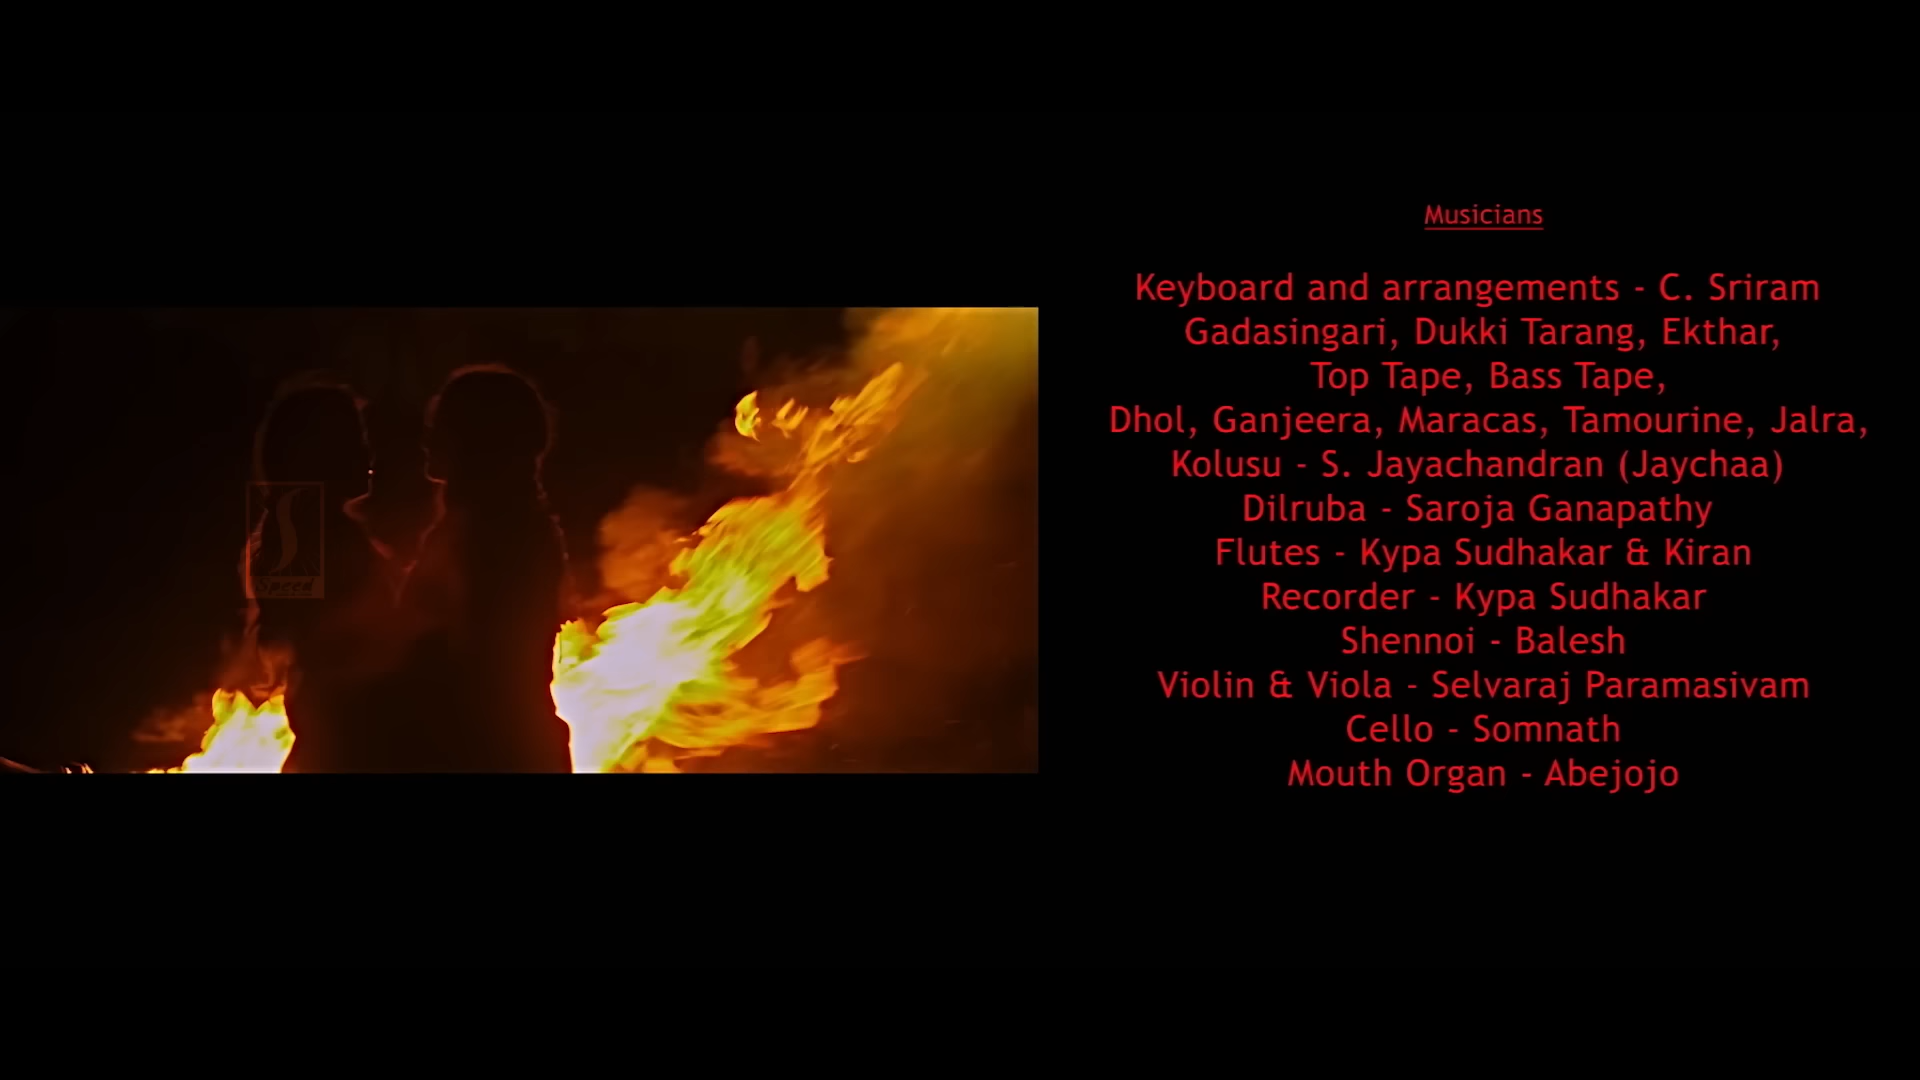 Musicians
Keyboard and arrangements - C. Sriram
Gadasingari, Dukki Tarang, Ekthar,
Top Tape, Bass Tape,
Dhol, Ganjeera, Maracas, Tamourine, Jalra,
Kolusu - S. Jayachandran (Jaychaa)
Dilruba - Saroja Ganapathy
Flutes - Kypa Sudhakar & Kiran
Recorder - Kypa Sudhakar
Shennoi - Balesh
Violin & Viola - Selvaraj Paramasivam
Cello - Somnath
Mouth Organ - Abejojo
Speed